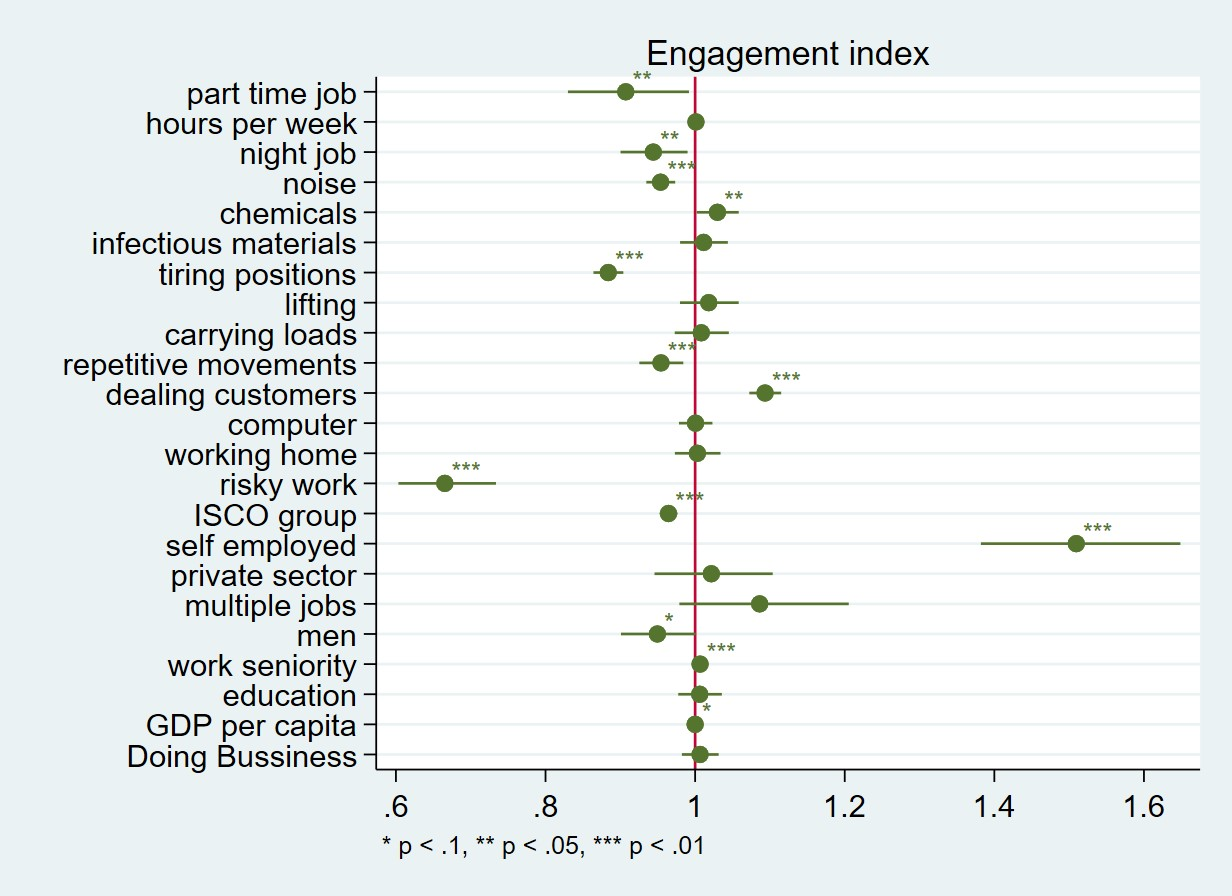 Engagement index
**
part time job
hours per week
**
night job
***
noise
**
chemicals
infectious materials
***
tiring positions
lifting
carrying loads
***
repetitive movements
***
dealing customers
computer
working home
***
risky work
***
ISCO group
***
self employed
private sector
multiple jobs
*
men
***
work seniority
education
*
GDP per capita
Doing Bussiness
.6 .8 1 1.2 1.4 1.6
* p < .1, ** p < .05, *** p < .01